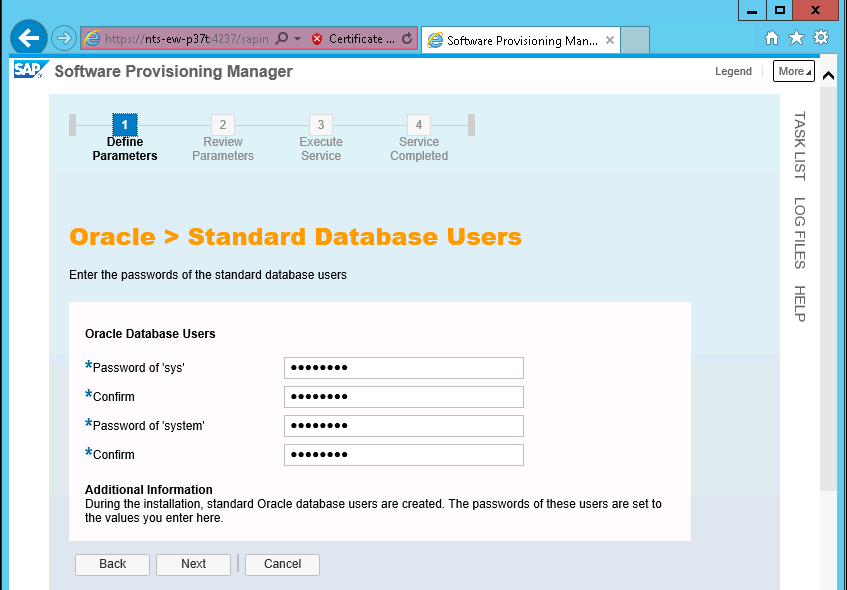 https://nts-ew-p37t:4237/sapin
Certificate ...
Software Provisioning Man...
SAP Software Provisioning Manager
Legend
More
1
2
3
4
Define Parameters
Review Parameters
Execute Service
Service Completed
TASK LIST
LOG FILES
HELP
Oracle > Standard Database Users
Enter the passwords of the standard database users
Oracle Database Users
*Password of 'sys'
*Confirm
*Password of 'system'
*Confirm
Additional Information
During the installation, standard Oracle database users are created. The passwords of these users are set to
the values you enter here.
Back
Next
Cancel